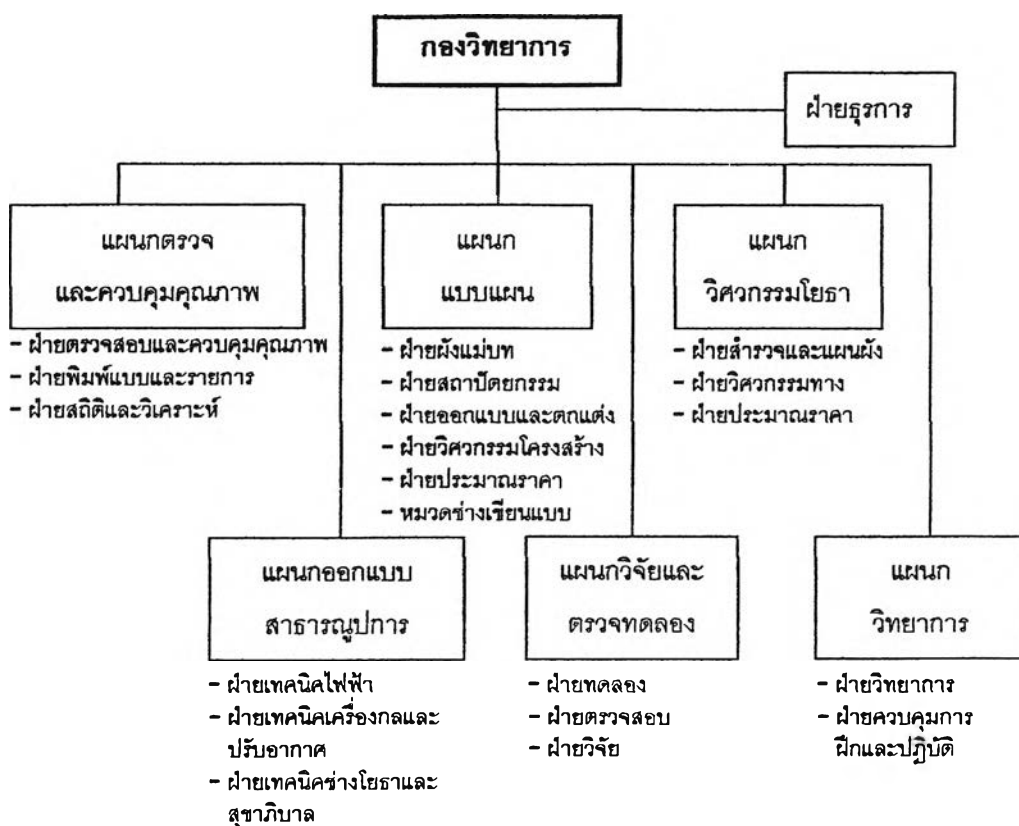 กองวิทยาการ
ฝ่ายธุรการ
แผนกตรวจ
และควบคุมคุณภาพ
- ฝ่ายตรวจสอบและควบคุมคุณภาพ
- ฝ่ายพิมพ์แบบและรายการ
- ฝ่ายสถิติและวิเคราะห์
แผนก
แบบแผน
- ฝ่ายผังแม่บท
- ฝ่ายสถาปัตยกรรม
- ฝ่ายออกแบบและตกแต่ง
- ฝ่ายวิศวกรรมโครงสร้าง
- ฝ่ายประมาณราคา
- หมวดช่างเขียนแบบ
แผนก
วิศวกรรมโยธา
- ฝ่ายสำรวจและแผนผัง
- ฝ่ายวิศวกรรมทาง
- ฝ่ายประมาณราคา
แผนกออกแบบ
สาธารณูปการ
- ฝ่ายเทคนิคไฟฟ้า
- ฝ่ายเทคนิคเครื่องกลและ
ปรับอากาศ
- ฝ่ายเทคนิคช่างโยธาและ
สุขาภิบาล
แผนกวิจัยและ
ตรวจทดลอง
- ฝ่ายทดลอง
- ฝ่ายตรวจสอบ
- ฝ่ายวิจัย
แผนก
วิทยาการ
- ฝ่ายวิทยาการ
- ฝ่ายควบคุมการ
ฝึกและปฏิบัติ